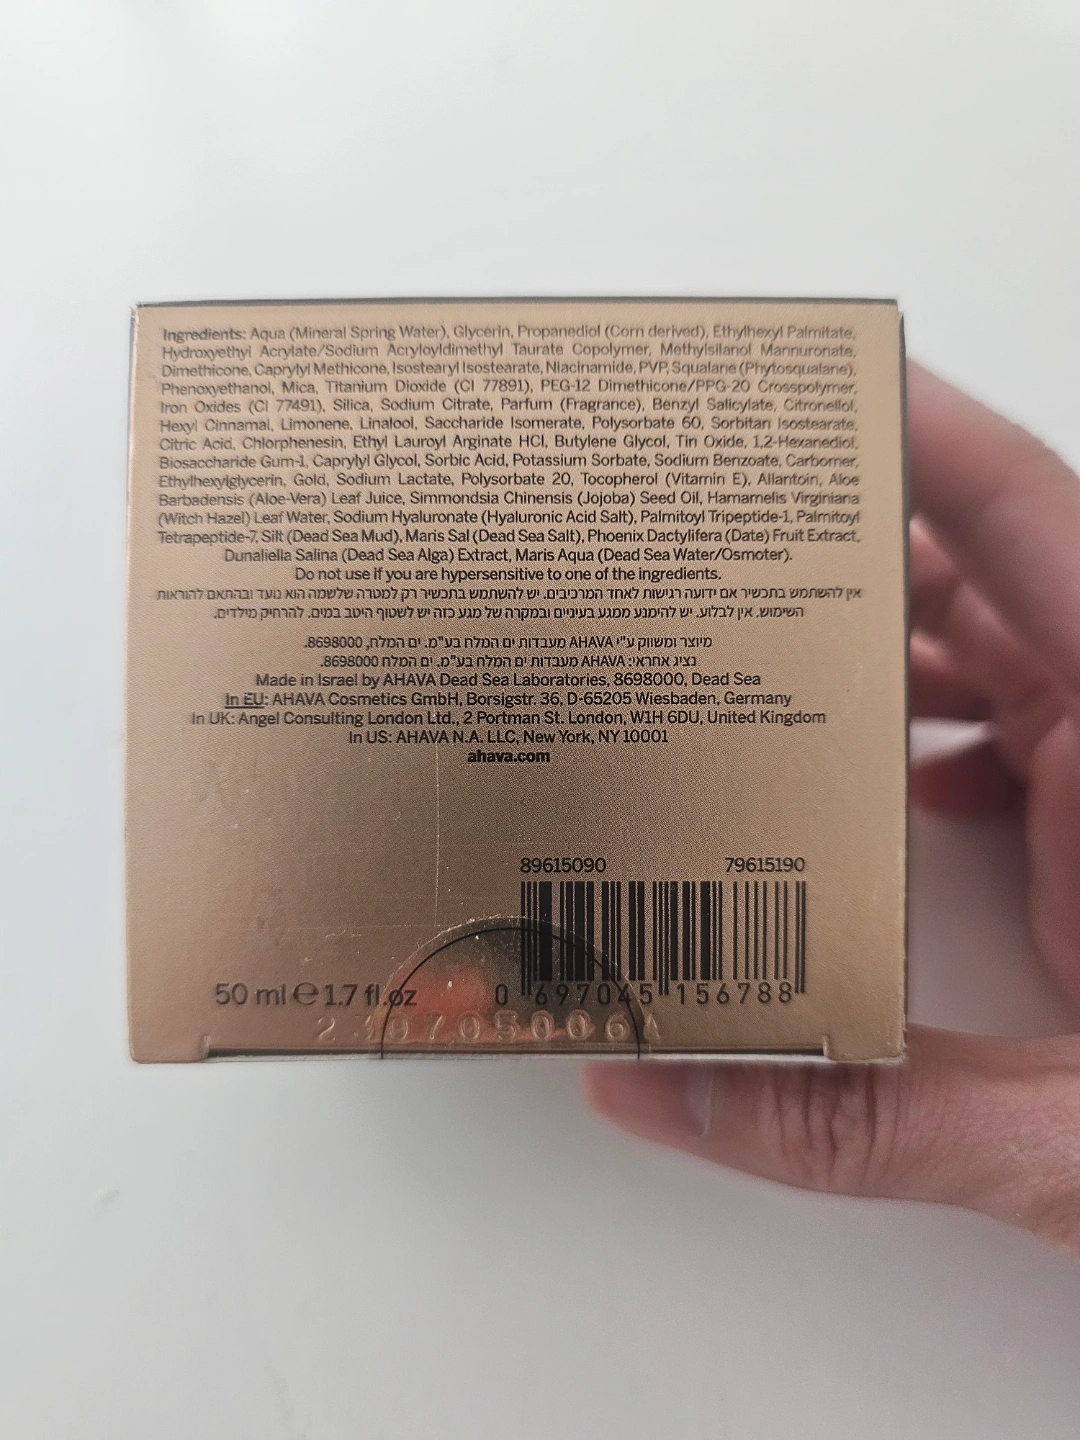 Ingredients: Aqua (Mineral Spring Water), Glycerin, Propanediol (Corn derived), Ethylhexyl Palmitate,
Hydroxyethyl Acrylate/Sodium Acryloyldimethyl Taurate Copolymer, Methylsilanol Mannuronate,
Dimethicone, Caprylyl Methicone, Isostearyl Isostearate, Niacinamide, PVP, Squalane (Phytosqualane),
Phenoxyethanol, Mica, Titanium Dioxide (CI 77891), PEG-12 Dimethicone/PPG-20 Crosspolymer,
Iron Oxides (CI 77491), Silica, Sodium Citrate, Parfum (Fragrance), Benzyl Salicylate, Citronellol,
Hexyl Cinnamal, Limonene, Linalool, Saccharide Isomerate, Polysorbate 60, Sorbitan Isostearate,
Citric Acid, Chlorphenesin, Ethyl Lauroyl Arginate HCl, Butylene Glycol, Tin Oxide, 1,2-Hexanediol,
Biosaccharide Gum-1, Caprylyl Glycol, Sorbic Acid, Potassium Sorbate, Sodium Benzoate, Carbomer,
Ethylhexylglycerin, Gold, Sodium Lactate, Polysorbate 20, Tocopherol (Vitamin E), Allantoin, Aloe
Barbadensis (Aloe-Vera) Leaf Juice, Simmondsia Chinensis (Jojoba) Seed Oil, Hamamelis Virginiana
(Witch Hazel) Leaf Water, Sodium Hyaluronate (Hyaluronic Acid Salt), Palmitoyl Tripeptide-1, Palmitoyl
Tetrapeptide-7, Silt (Dead Sea Mud), Maris Sal (Dead Sea Salt), Phoenix Dactylifera (Date) Fruit Extract,
Dunaliella Salina (Dead Sea Alga) Extract, Maris Aqua (Dead Sea Water/Osmoter).
Do not use if you are hypersensitive to one of the ingredients.
אין להשתמש בתכשיר אם ידועה רגישות לאחד המרכיבים. יש להשתמש בתכשיר רק למטרה שלשמה הוא נועד ובהתאם להוראות
השימוש. אין לבלוע. יש להימנע ממגע בעיניים ובמקרה של מגע כזה יש לשטוף היטב במים. להרחיק מילדים.
מיוצר ומשווק ע"י AHAVA מעבדות ים המלח בע"מ. ים המלח, 8698000.
נציג אחראי: AHAVA מעבדות ים המלח בע"מ. ים המלח 8698000.
Made in Israel by AHAVA Dead Sea Laboratories, 8698000, Dead Sea
In EU: AHAVA Cosmetics GmbH, Borsigstr. 36, D-65205 Wiesbaden, Germany
In UK: Angel Consulting London Ltd., 2 Portman St. London, W1H 6DU, United Kingdom
In US: AHAVA N.A. LLC, New York, NY 10001
ahava.com
89615090 79615190
50 ml ℮ 1.7 fl.oz
0 697045 156788